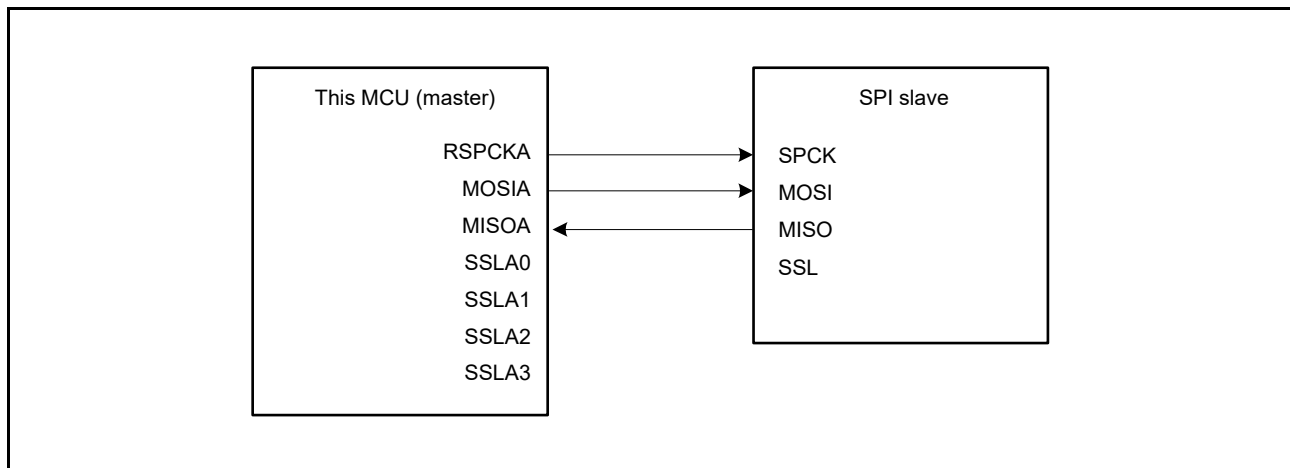 This MCU (master)
RSPCKA
MOSIA
MISOA
SSLA0
SSLA1
SSLA2
SSLA3
SPI slave
SPCK
MOSI
MISO
SSL